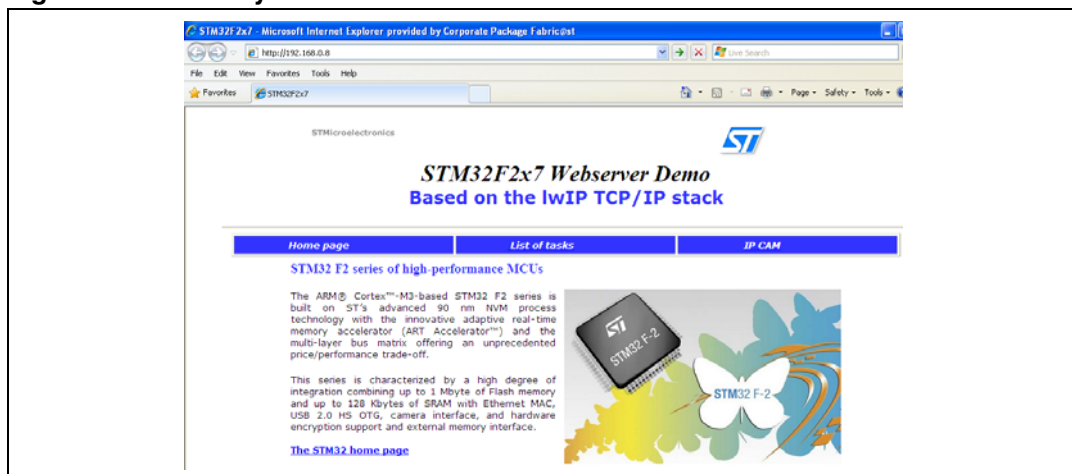 STM32F2x7 - Microsoft Internet Explorer provided by Corporate Package Fabric@st
http://192.168.0.8
Live Search
File Edit View Favorites Tools Help
Favorites STM32F2x7 Page Safety Tools
STMicroelectronics
ST
STM32F2x7 Webserver Demo
Based on the lwIP TCP/IP stack
Home page List of tasks IP CAM
STM32 F2 series of high-performance MCUs
The ARM® Cortex™-M3-based STM32 F2 series is
built on ST's advanced 90 nm NVM process
technology with the innovative adaptive real-time
memory accelerator (ART Accelerator™) and the
multi-layer bus matrix offering an unprecedented
price/performance trade-off.
This series is characterized by a high degree of
integration combining up to 1 Mbyte of Flash memory
and up to 128 Kbytes of SRAM with Ethernet MAC,
USB 2.0 HS OTG, camera interface, and hardware
encryption support and external memory interface.
The STM32 home page
ST
STM32 F-2
STM32 F-2